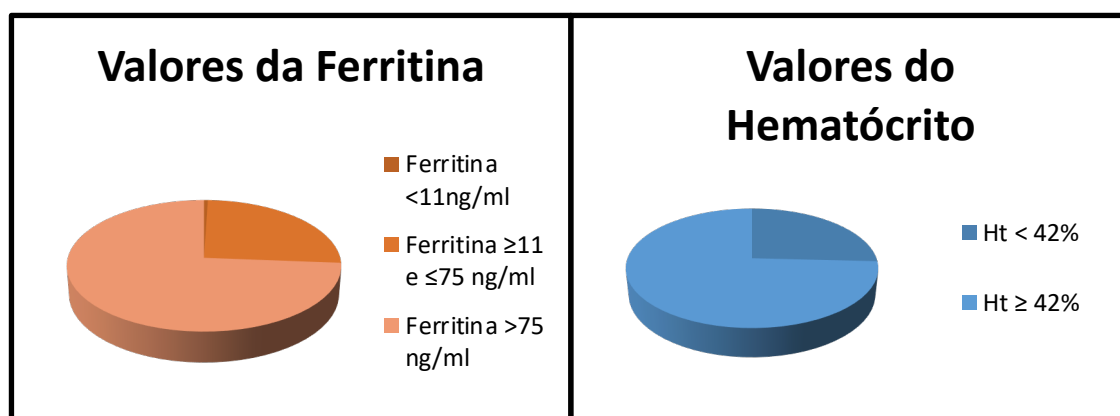 Valores da Ferritina
Ferritina
<11ng/ml
Ferritina ≥11
e ≤75 ng/ml
Ferritina >75
ng/ml
Valores do
Hematócrito
Ht < 42%
Ht ≥ 42%